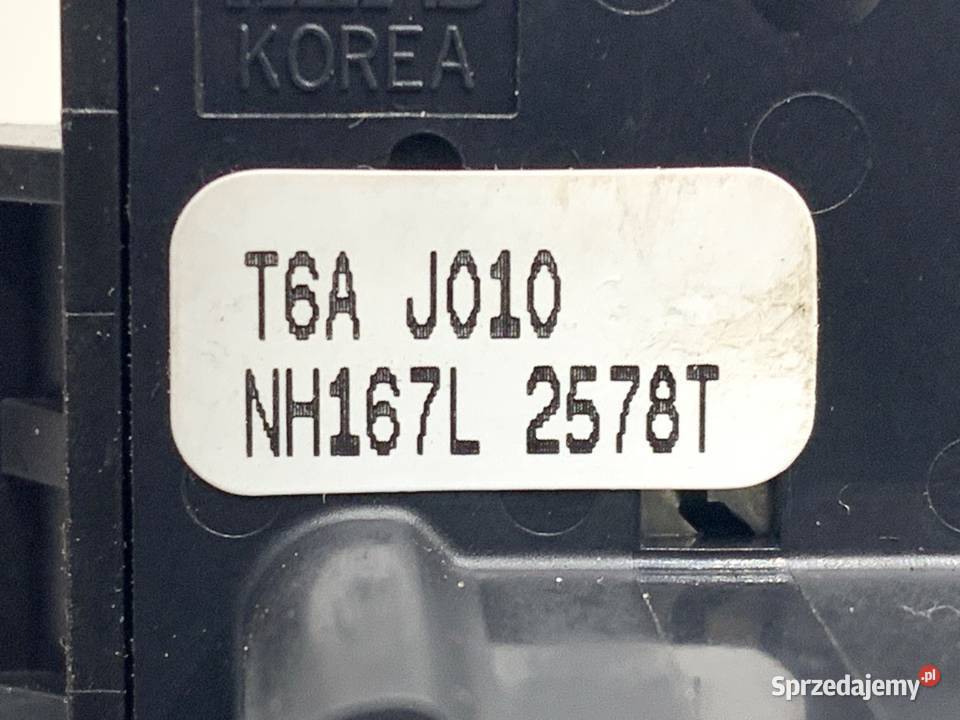 KOREA
T6A J010
NH167L 2578T
Sprzedajemy.pl